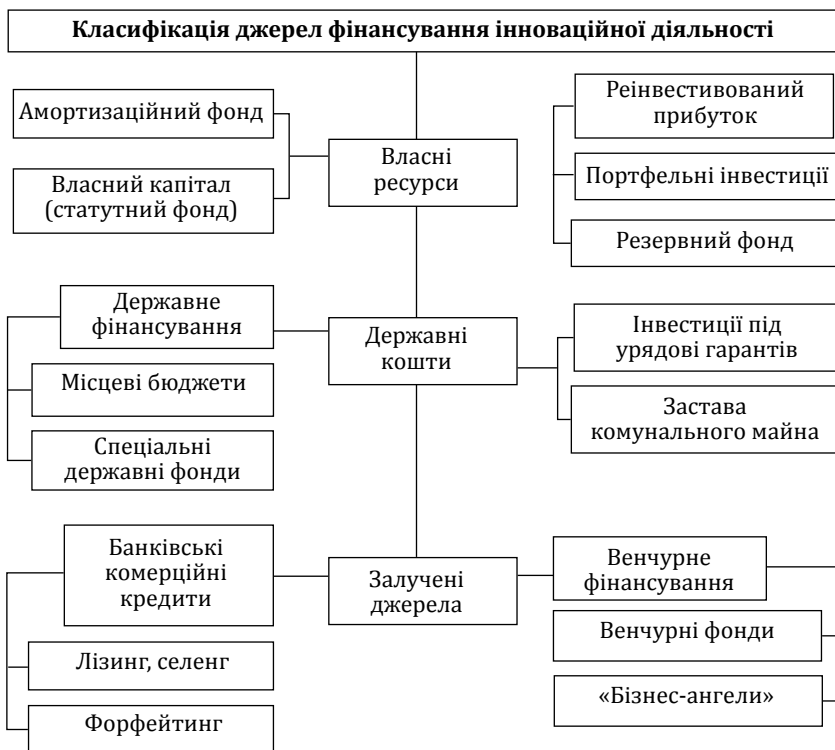 Класифікація джерел фінансування інноваційної діяльності
Амортизаційний фонд
Власний капітал
(статутний фонд)
Власні
ресурси
Реінвестивований
прибуток
Портфельні інвестиції
Резервний фонд
Державне
фінансування
Місцеві бюджети
Спеціальні
державні фонди
Державні
кошти
Інвестиції під
урядові гарантів
Застава
комунального майна
Банківські
комерційні
кредити
Лізинг, селенг
Форфейтинг
Залучені
джерела
Венчурне
фінансування
Венчурні фонди
«Бізнес-ангели»